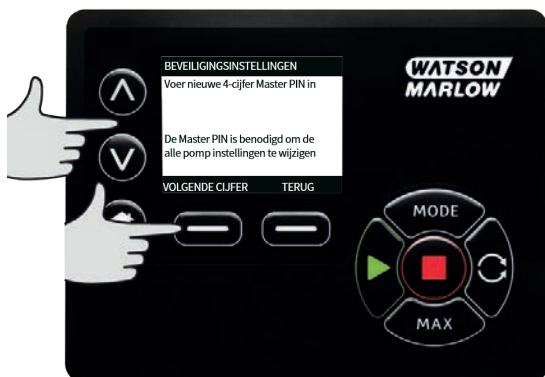 BEVEILIGINGSINSTELLINGEN
Voer nieuwe 4-cijfer Master PIN in
De Master PIN is benodigd om de
alle pomp instellingen te wijzigen
VOLGENDE CIJFER TERUG
WATSON
MARLOW
MODE
MAX